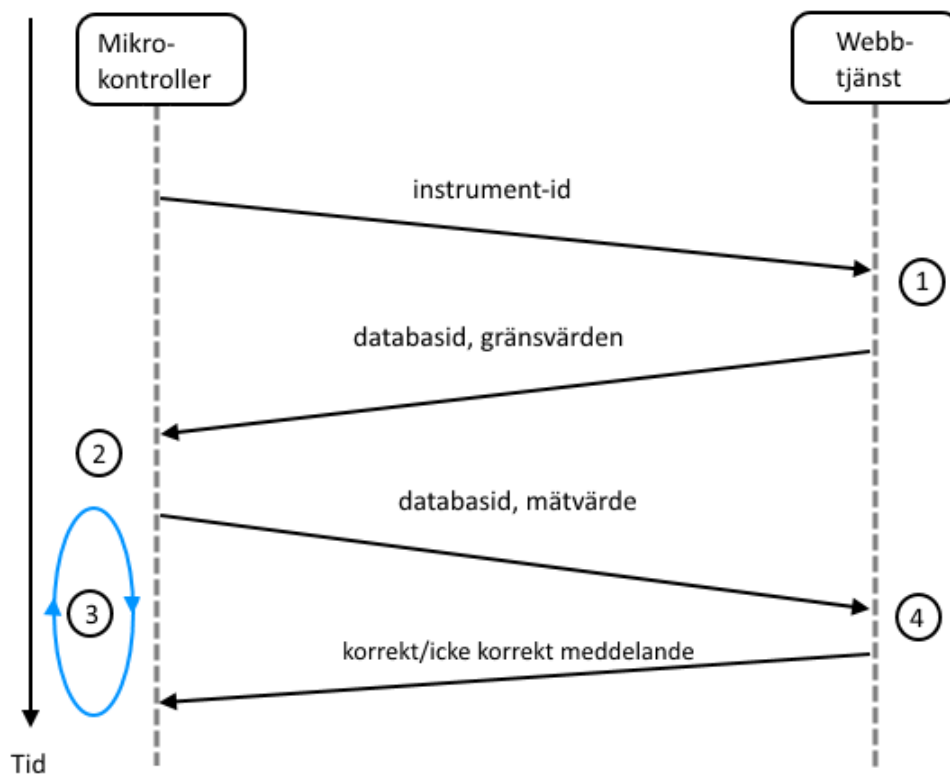 Mikro-
kontroller
Webb-
tjänst
instrument-id
1
databasid, gränsvärden
2
databasid, mätvärde
3
4
korrekt/icke korrekt meddelande
Tid